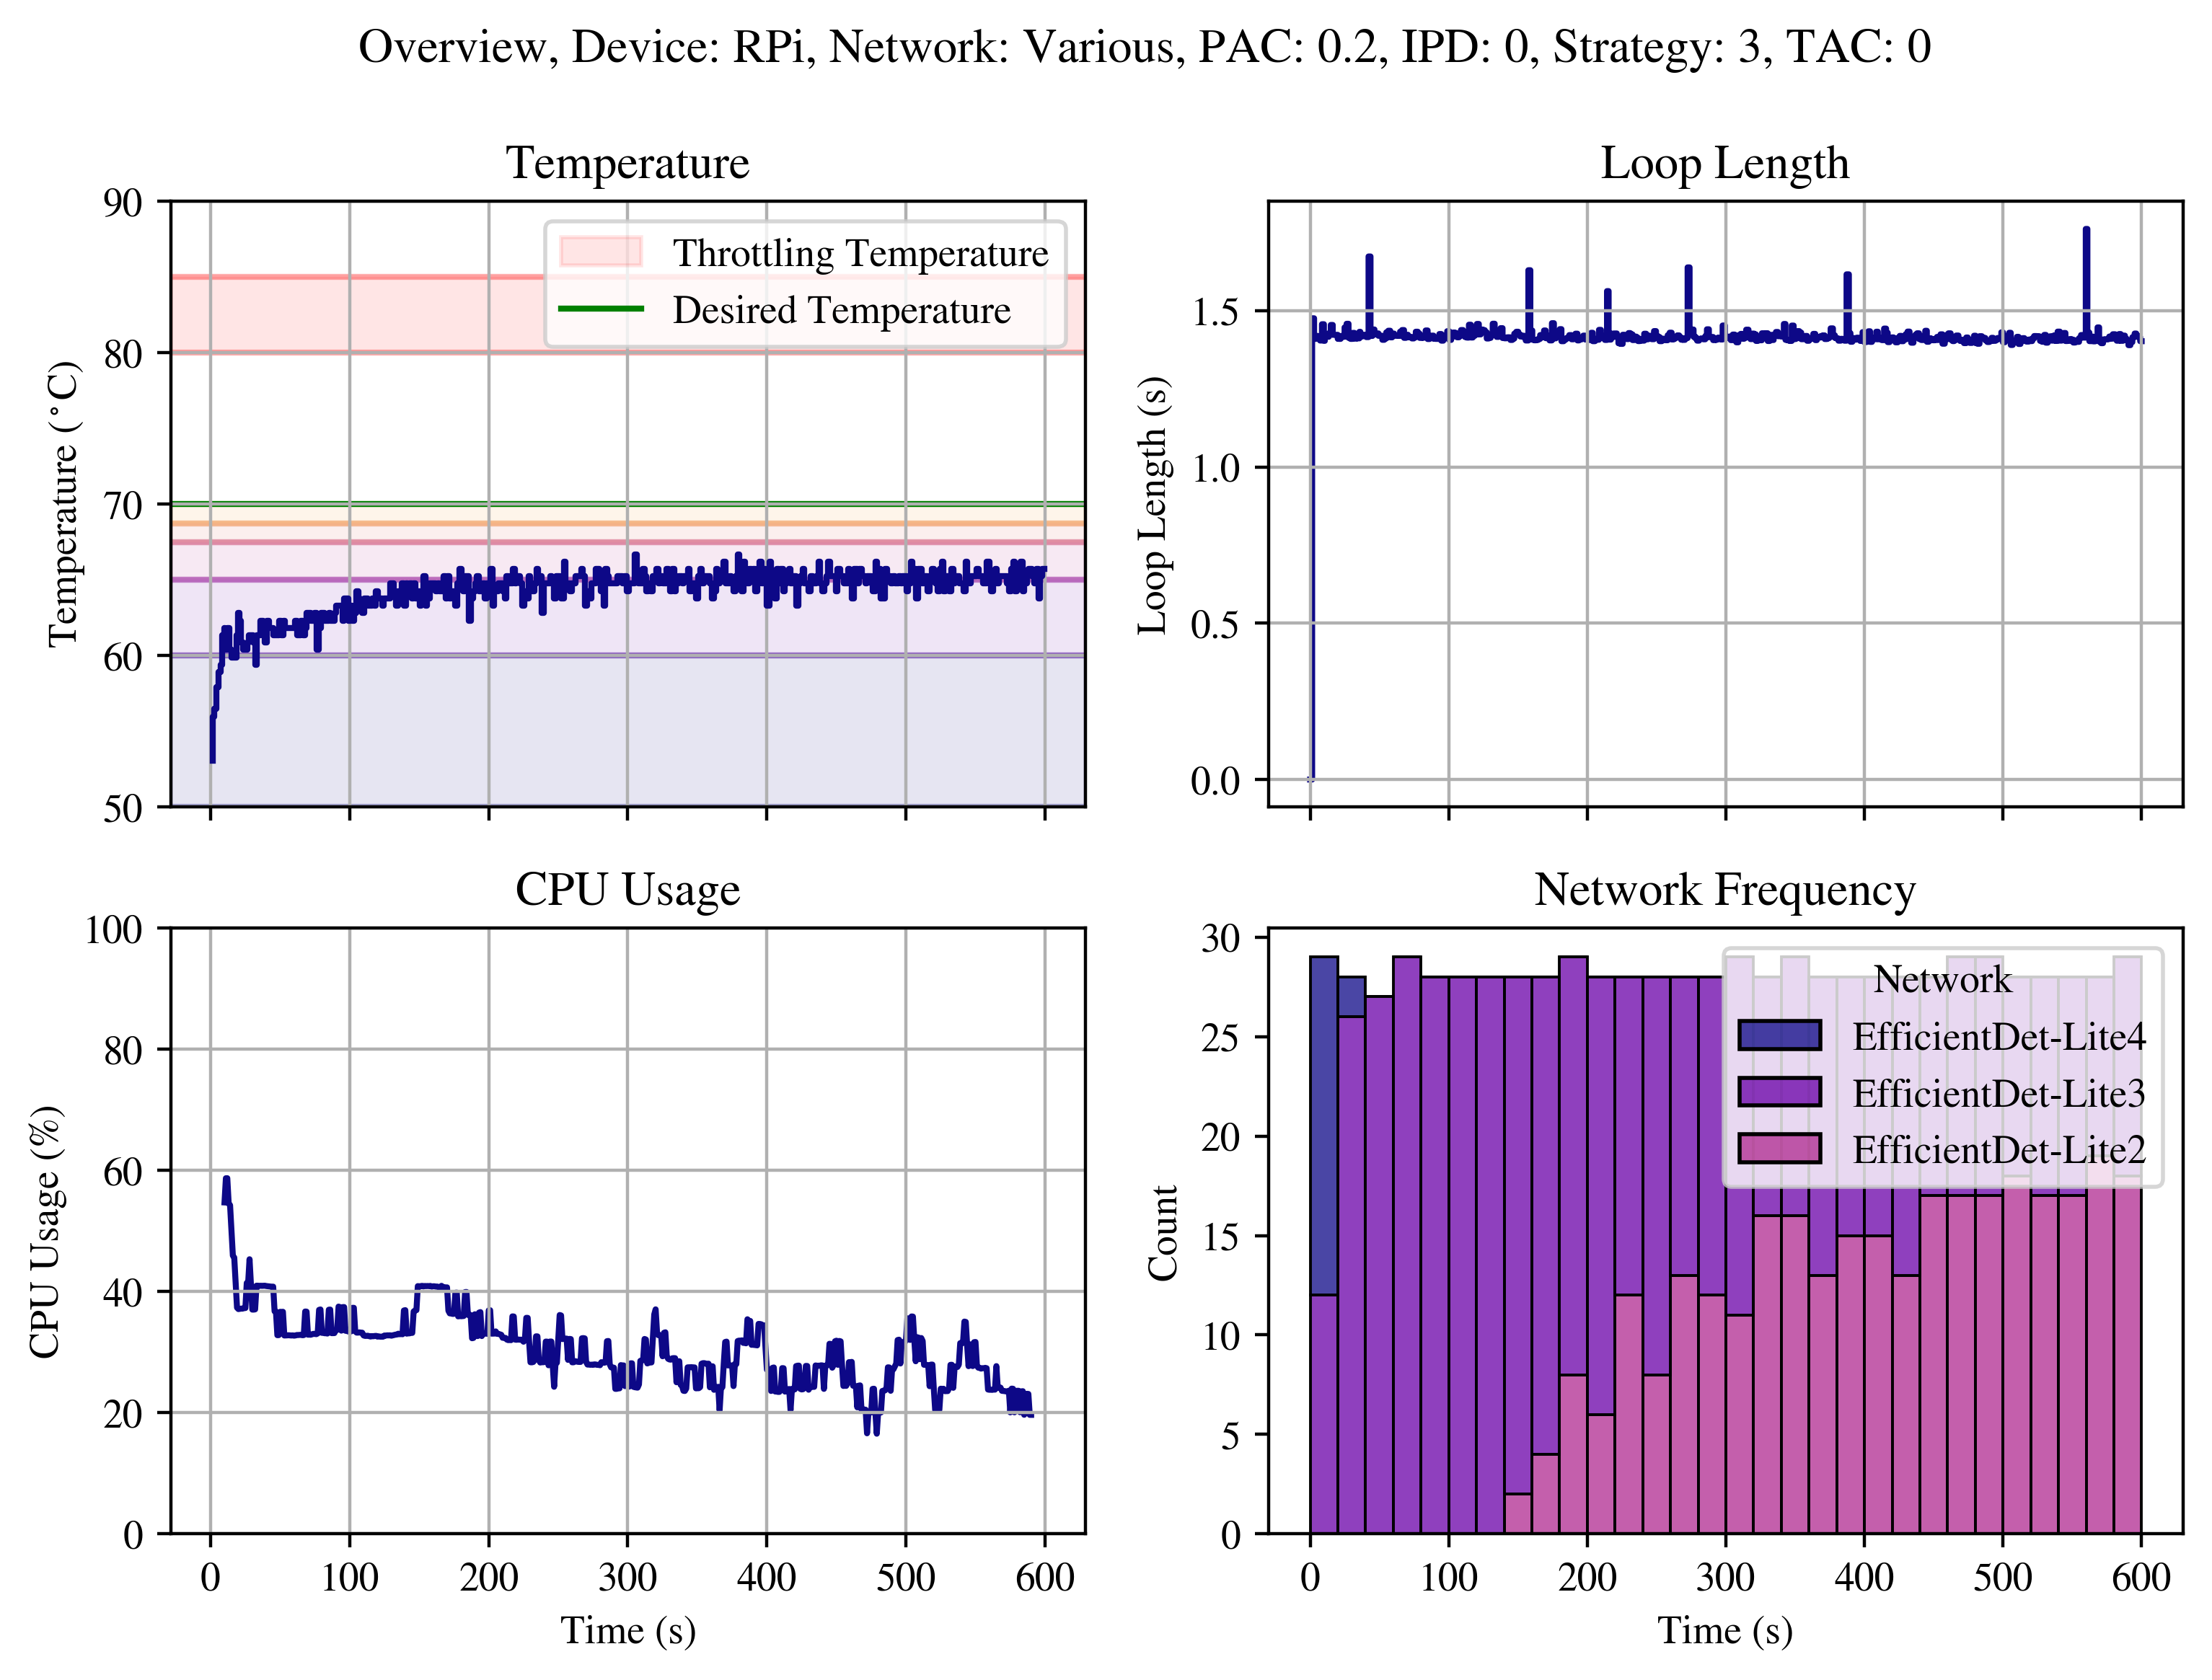 Overview, Device: RPi, Network: Various, PAC: 0.2, IPD: 0, Strategy: 3, TAC: 0
Temperature
90
80
70
60
50
Temperature (°C)
Throttling Temperature
Desired Temperature
Loop Length
1.5
1.0
0.5
0.0
Loop Length (s)
CPU Usage
100
80
60
40
20
0
CPU Usage (%)
0 100 200 300 400 500 600
Time (s)
Network Frequency
30
25
20
15
10
5
0
Count
Network
EfficientDet-Lite4
EfficientDet-Lite3
EfficientDet-Lite2
0 100 200 300 400 500 600
Time (s)